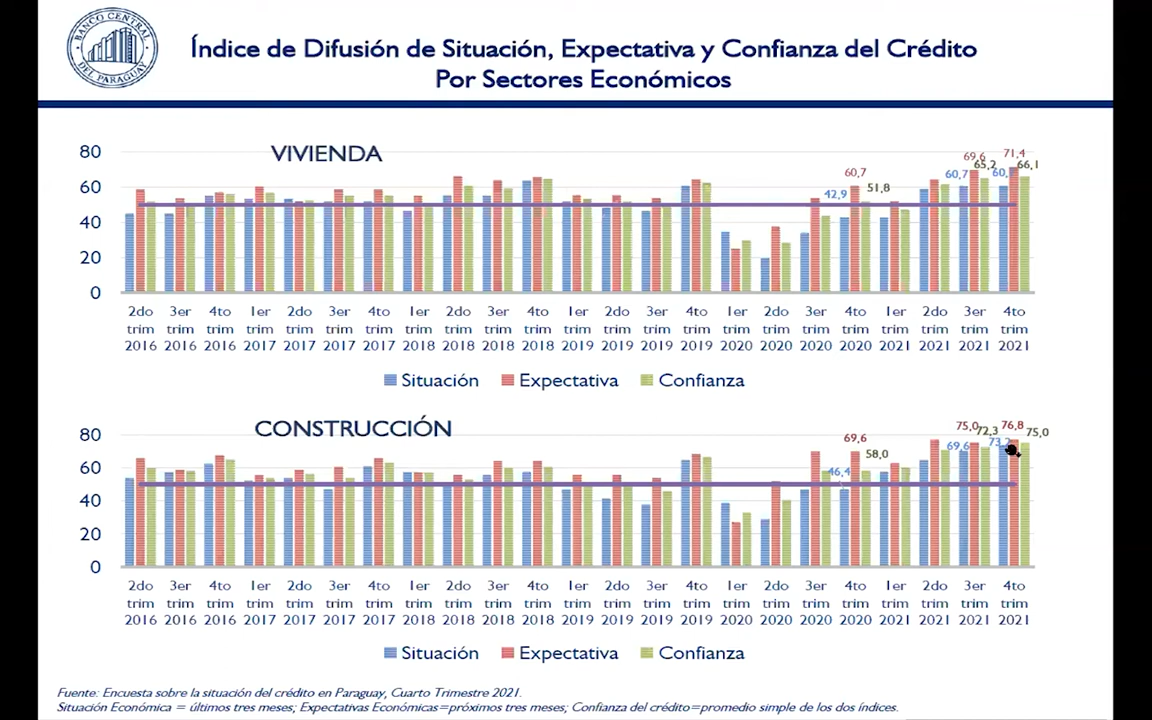 BANCO CENTRAL
DEL PARAGUAY
Índice de Difusión de Situación, Expectativa y Confianza del Crédito
Por Sectores Económicos
VIVIENDA
80
60
40
20
0
60,7
42,9
51,8
60,7
69,6
65,2
60,
71,4
66,1
2do 3er 4to 1er 2do 3er 4to 1er 2do 3er 4to 1er 2do 3er 4to 1er 2do 3er 4to 1er 2do 3er 4to
trim trim trim trim trim trim trim trim trim trim trim trim trim trim trim trim trim trim trim trim trim trim trim
2016 2016 2016 2017 2017 2017 2017 2018 2018 2018 2018 2019 2019 2019 2019 2020 2020 2020 2020 2021 2021 2021 2021
Situación Expectativa Confianza
CONSTRUCCIÓN
80
60
40
20
0
69,6
46,4
58,0
75,0
72,3
69,6
76,8
73,2
75,0
2do 3er 4to 1er 2do 3er 4to 1er 2do 3er 4to 1er 2do 3er 4to 1er 2do 3er 4to 1er 2do 3er 4to
trim trim trim trim trim trim trim trim trim trim trim trim trim trim trim trim trim trim trim trim trim trim trim
2016 2016 2016 2017 2017 2017 2017 2018 2018 2018 2018 2019 2019 2019 2019 2020 2020 2020 2020 2021 2021 2021 2021
Situación Expectativa Confianza
Fuente: Encuesta sobre la situación del crédito en Paraguay, Cuarto Trimestre 2021.
Situación Económica = últimos tres meses; Expectativas Económicas=próximos tres meses; Confianza del crédito=promedio simple de los dos índices.